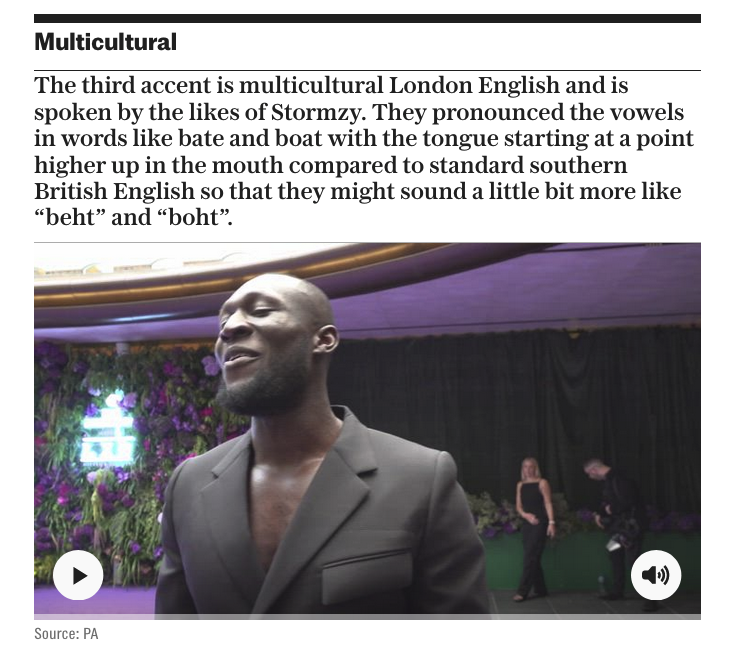 Multicultural
The third accent is multicultural London English and is
spoken by the likes of Stormzy. They pronounced the vowels
in words like bate and boat with the tongue starting at a point
higher up in the mouth compared to standard southern
British English so that they might sound a little bit more like
“beht” and “boht”.
Source: PA